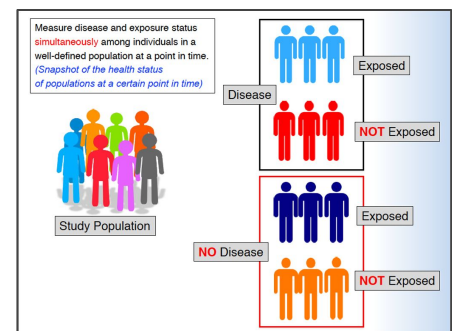 Measure disease and exposure status
simultaneously among individuals in a
well-defined population at a point in time.
(Snapshot of the health status
of populations at a certain point in time)
Study Population
Disease
Exposed
NOT Exposed
NO Disease
Exposed
NOT Exposed